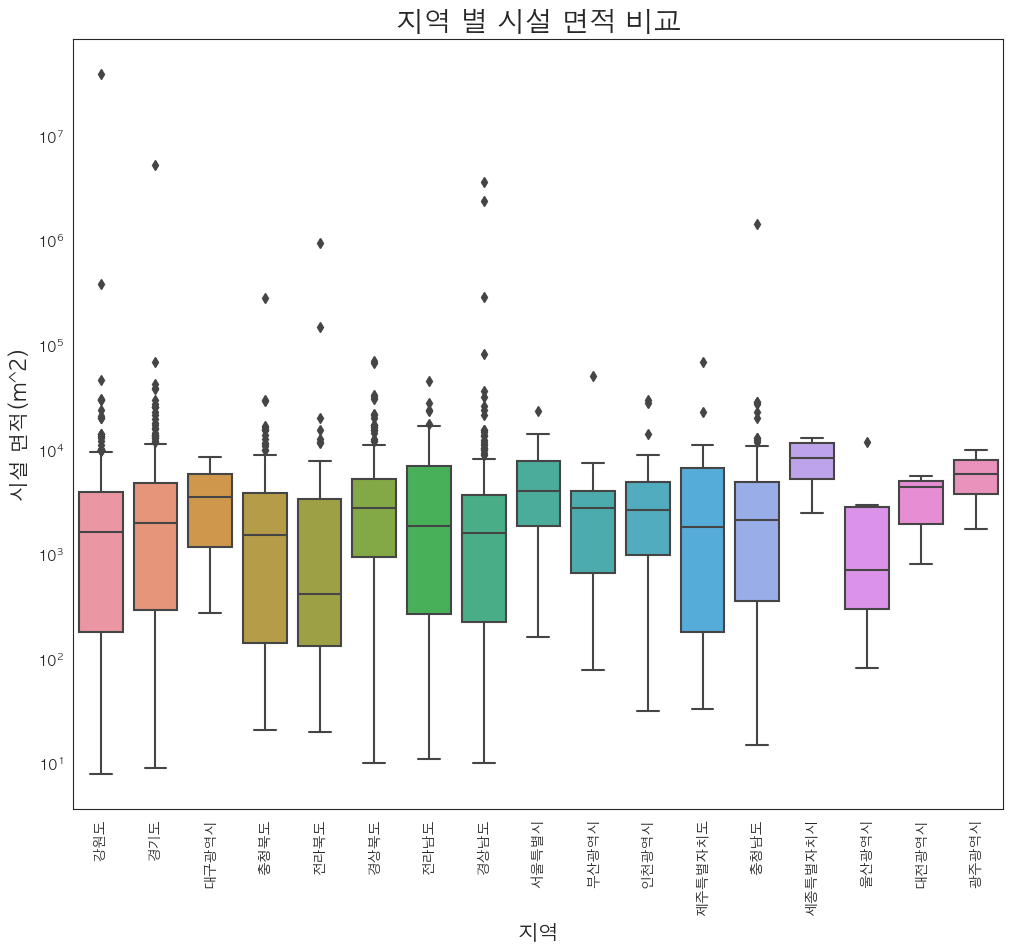 지역 별 시설 면적 비교
시설 면적(m^2)
10^7
10^6
10^5
10^4
10^3
10^2
10^1
강원도
경기도
대구광역시
충청북도
전라북도
경상북도
전라남도
경상남도
서울특별시
부산광역시
인천광역시
제주특별자치도
충청남도
세종특별자치시
울산광역시
대전광역시
광주광역시
지역